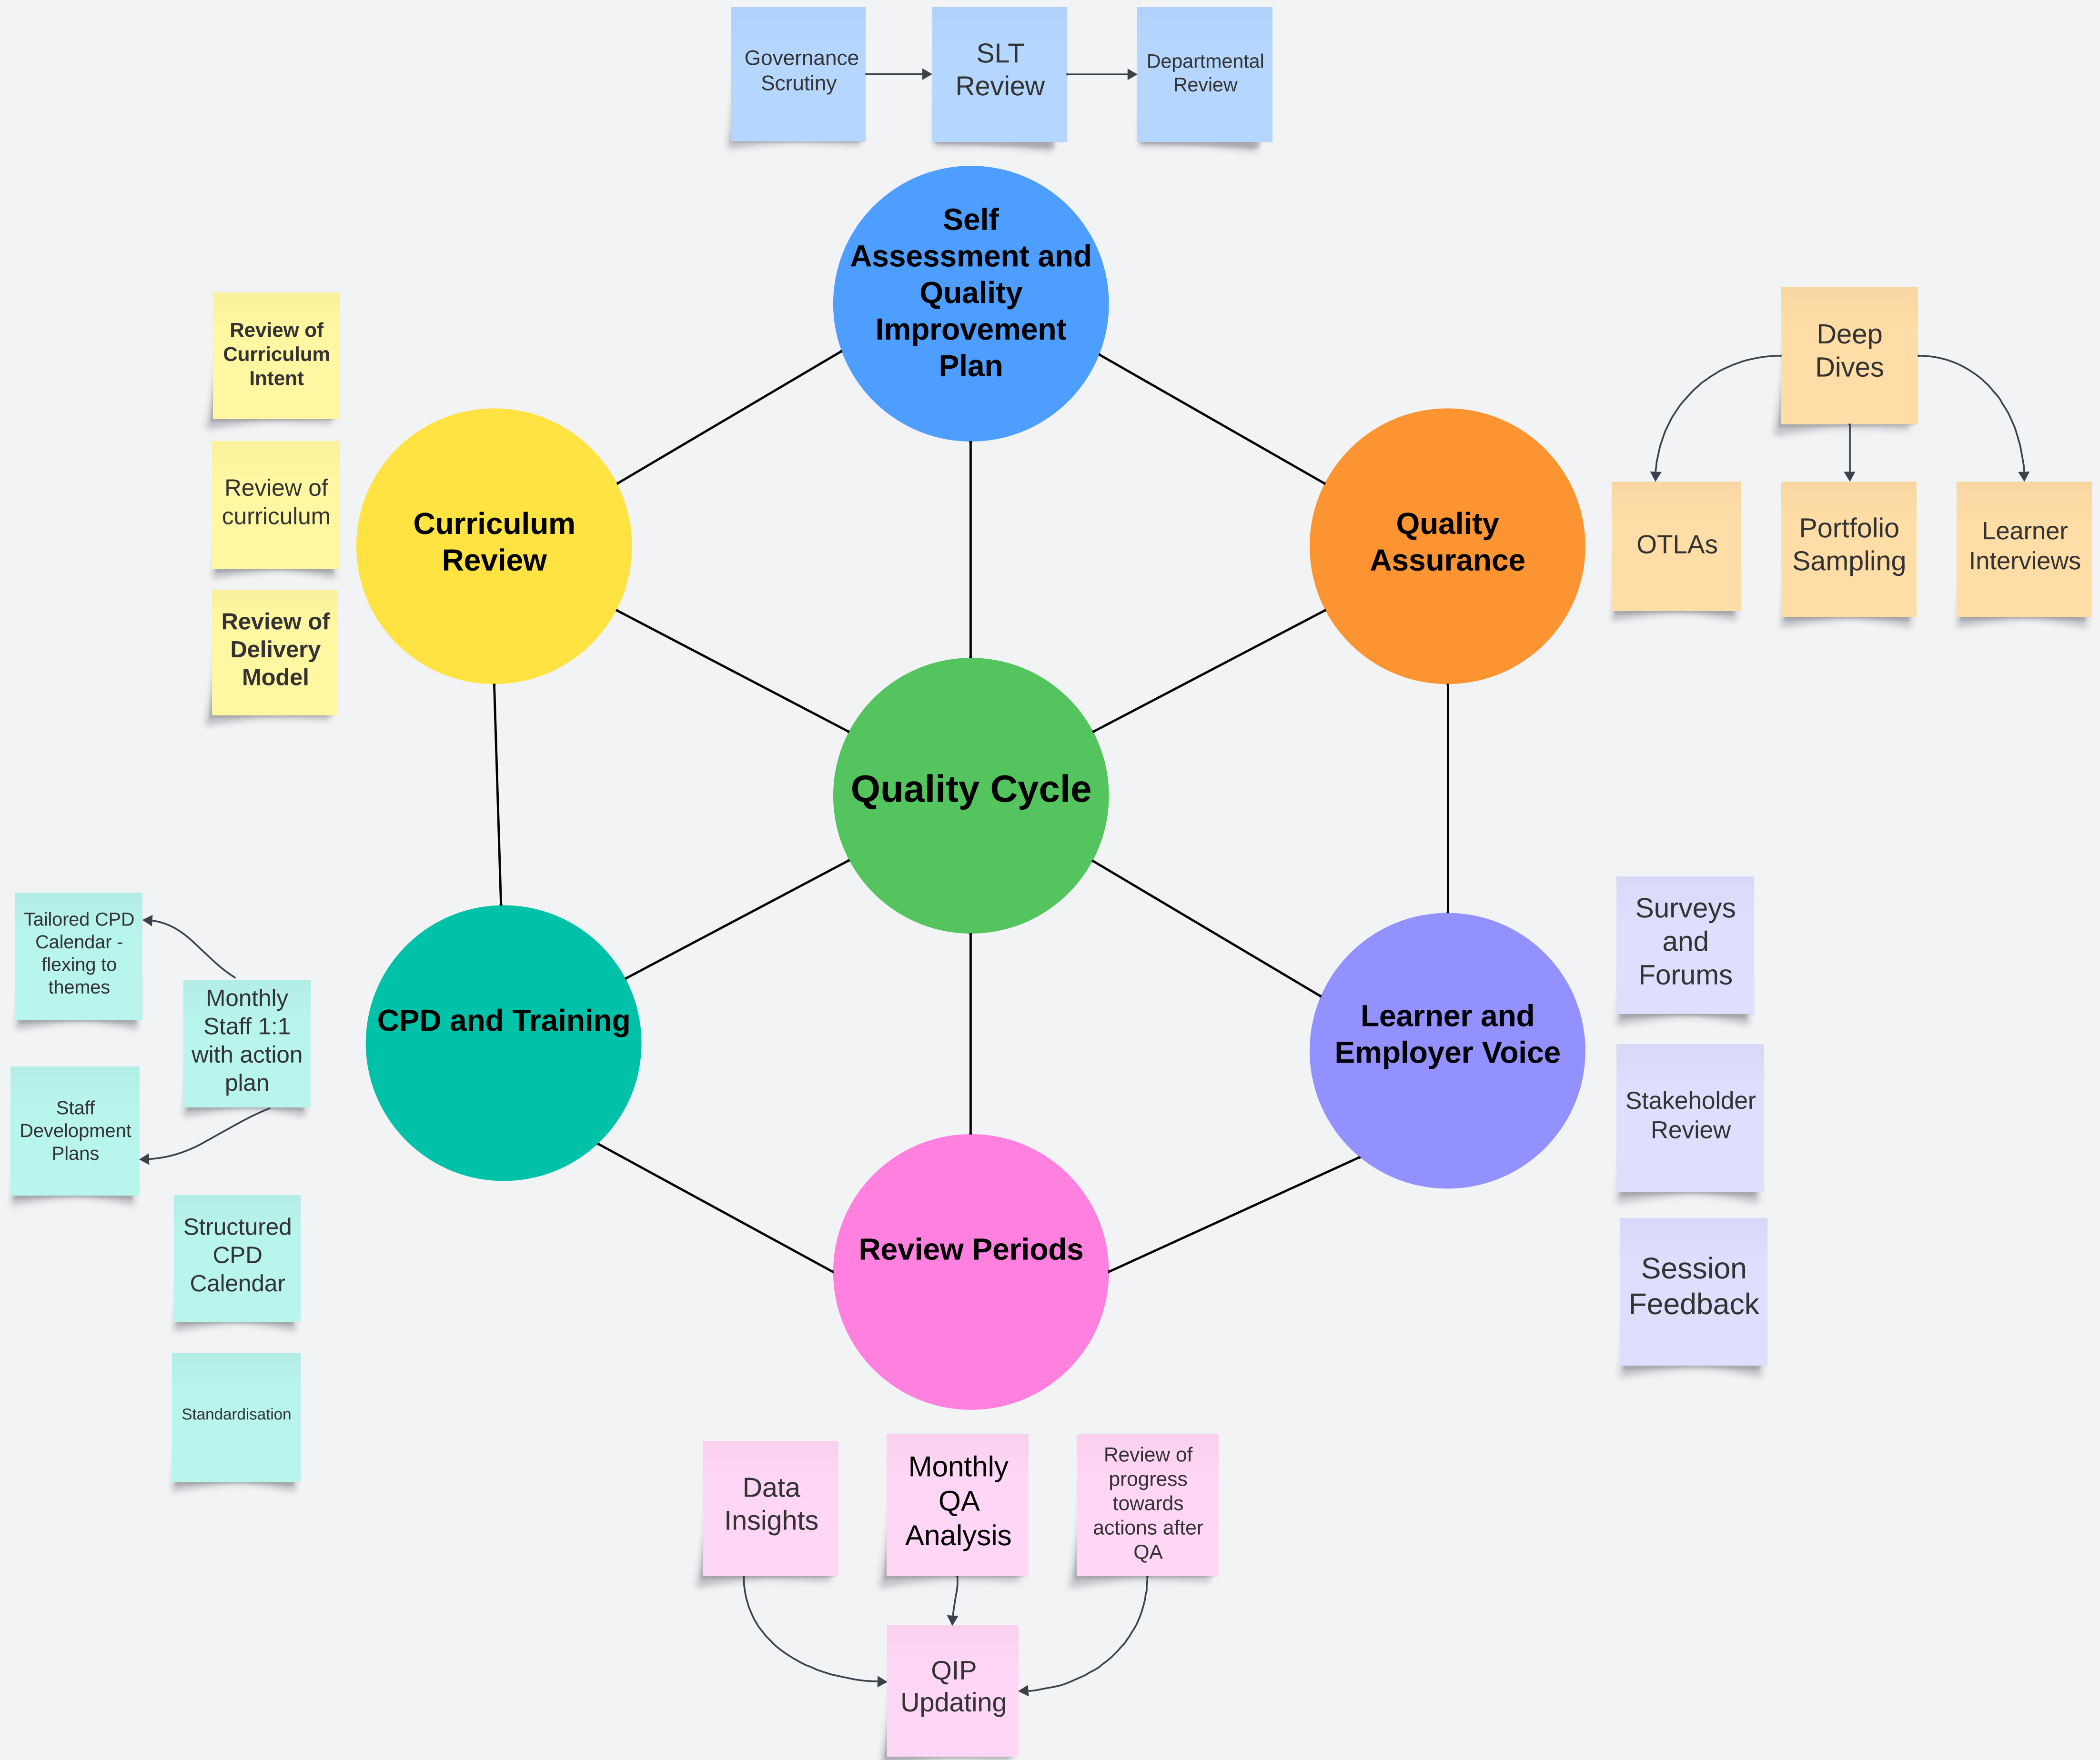 Governance
Scrutiny
SLT
Review
Departmental
Review
Self
Assessment and
Quality
Improvement
Plan
Review of
Curriculum
Intent
Review of
curriculum
Review of
Delivery
Model
Curriculum
Review
Quality
Assurance
Deep
Dives
OTLAs
Portfolio
Sampling
Learner
Interviews
Quality Cycle
Tailored CPD
Calendar -
flexing to
themes
Monthly
Staff 1:1
with action
plan
Staff
Development
Plans
Structured
CPD
Calendar
Standardisation
CPD and Training
Learner and
Employer Voice
Surveys
and
Forums
Stakeholder
Review
Session
Feedback
Review Periods
Data
Insights
Monthly
QA
Analysis
Review of
progress
towards
actions after
QA
QIP
Updating